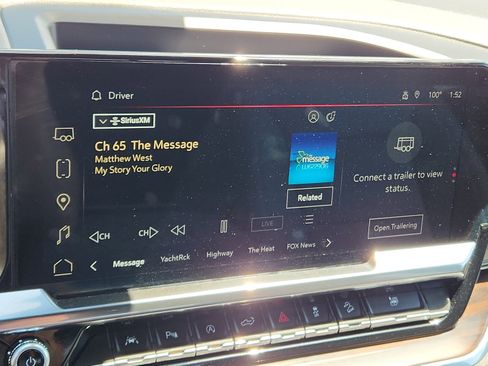 Driver
100° 1:52
SiriusXM
Ch 65 The Message
Matthew West
My Story Your Glory
the message
Related
Connect a trailer to view
status.
CH CH LIVE
Open Trailering
Message YachtRck Highway The Heat FOX News